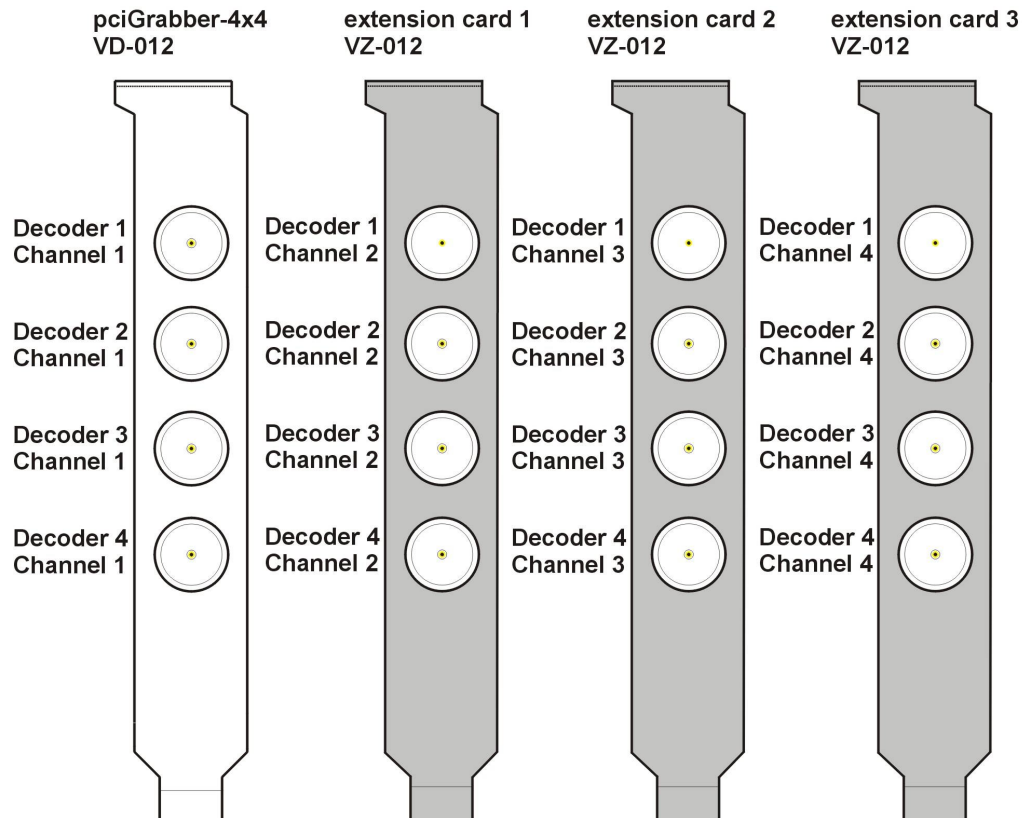 pciGrabber-4x4
VD-012
extension card 1
VZ-012
extension card 2
VZ-012
extension card 3
VZ-012
Decoder 1
Channel 1
Decoder 1
Channel 2
Decoder 1
Channel 3
Decoder 1
Channel 4
Decoder 2
Channel 1
Decoder 2
Channel 2
Decoder 2
Channel 3
Decoder 2
Channel 4
Decoder 3
Channel 1
Decoder 3
Channel 2
Decoder 3
Channel 3
Decoder 3
Channel 4
Decoder 4
Channel 1
Decoder 4
Channel 2
Decoder 4
Channel 3
Decoder 4
Channel 4